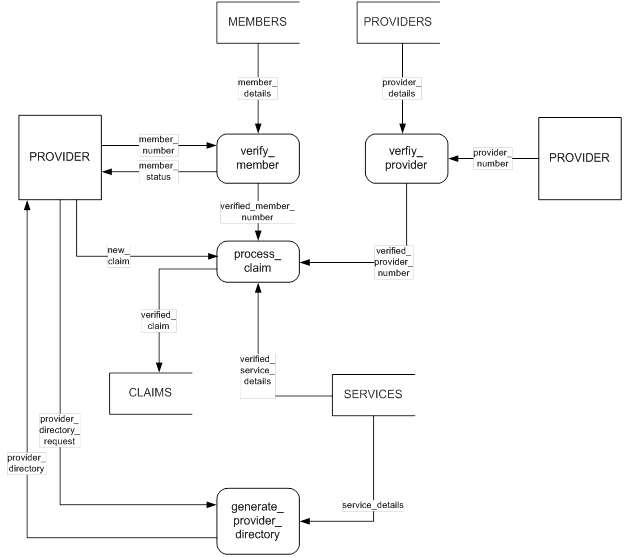 MEMBERS
PROVIDERS
member_
details
provider_
details
PROVIDER
member_
number
verify_
member
verfiy_
provider
provider_
number
PROVIDER
member_
status
verified_member_
number
new_
claim
process_
claim
verified_
provider_
number
verified_
claim
verified_
service_
details
CLAIMS
SERVICES
provider_
directory_
request
provider_
directory
generate_
provider_
directory
service_details